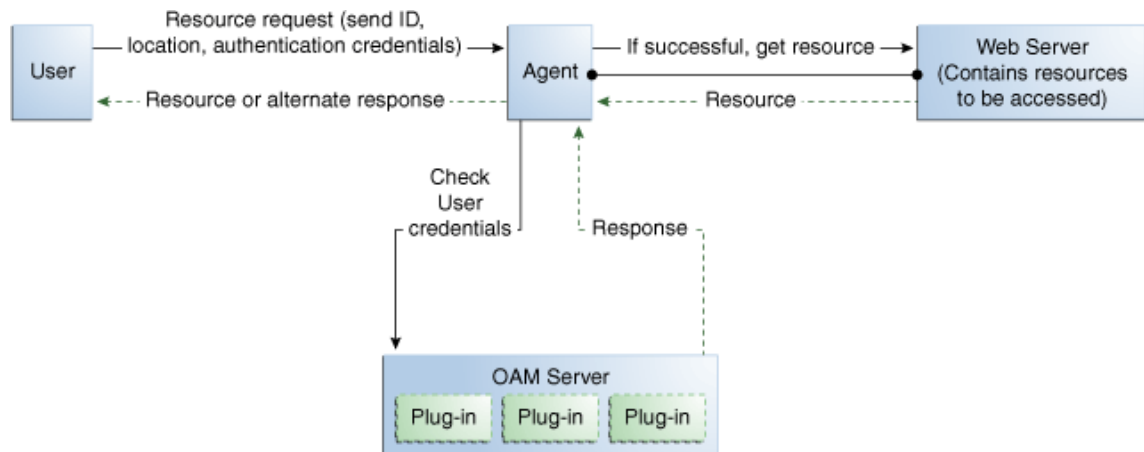 Resource request (send ID,
location, authentication credentials)
User
Resource or alternate response
Agent
If successful, get resource
Resource
Web Server
(Contains resources
to be accessed)
Check
User
credentials
Response
OAM Server
Plug-in
Plug-in
Plug-in